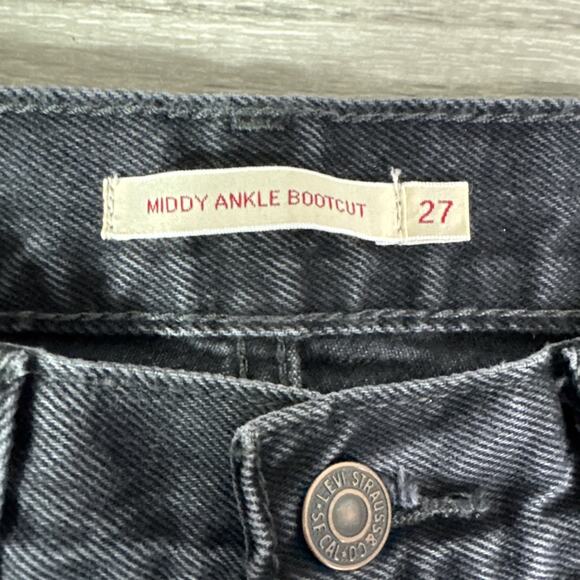 MIDDY ANKLE BOOTCUT 27
LEVI STRAUSS & CO. S.F. CAL.